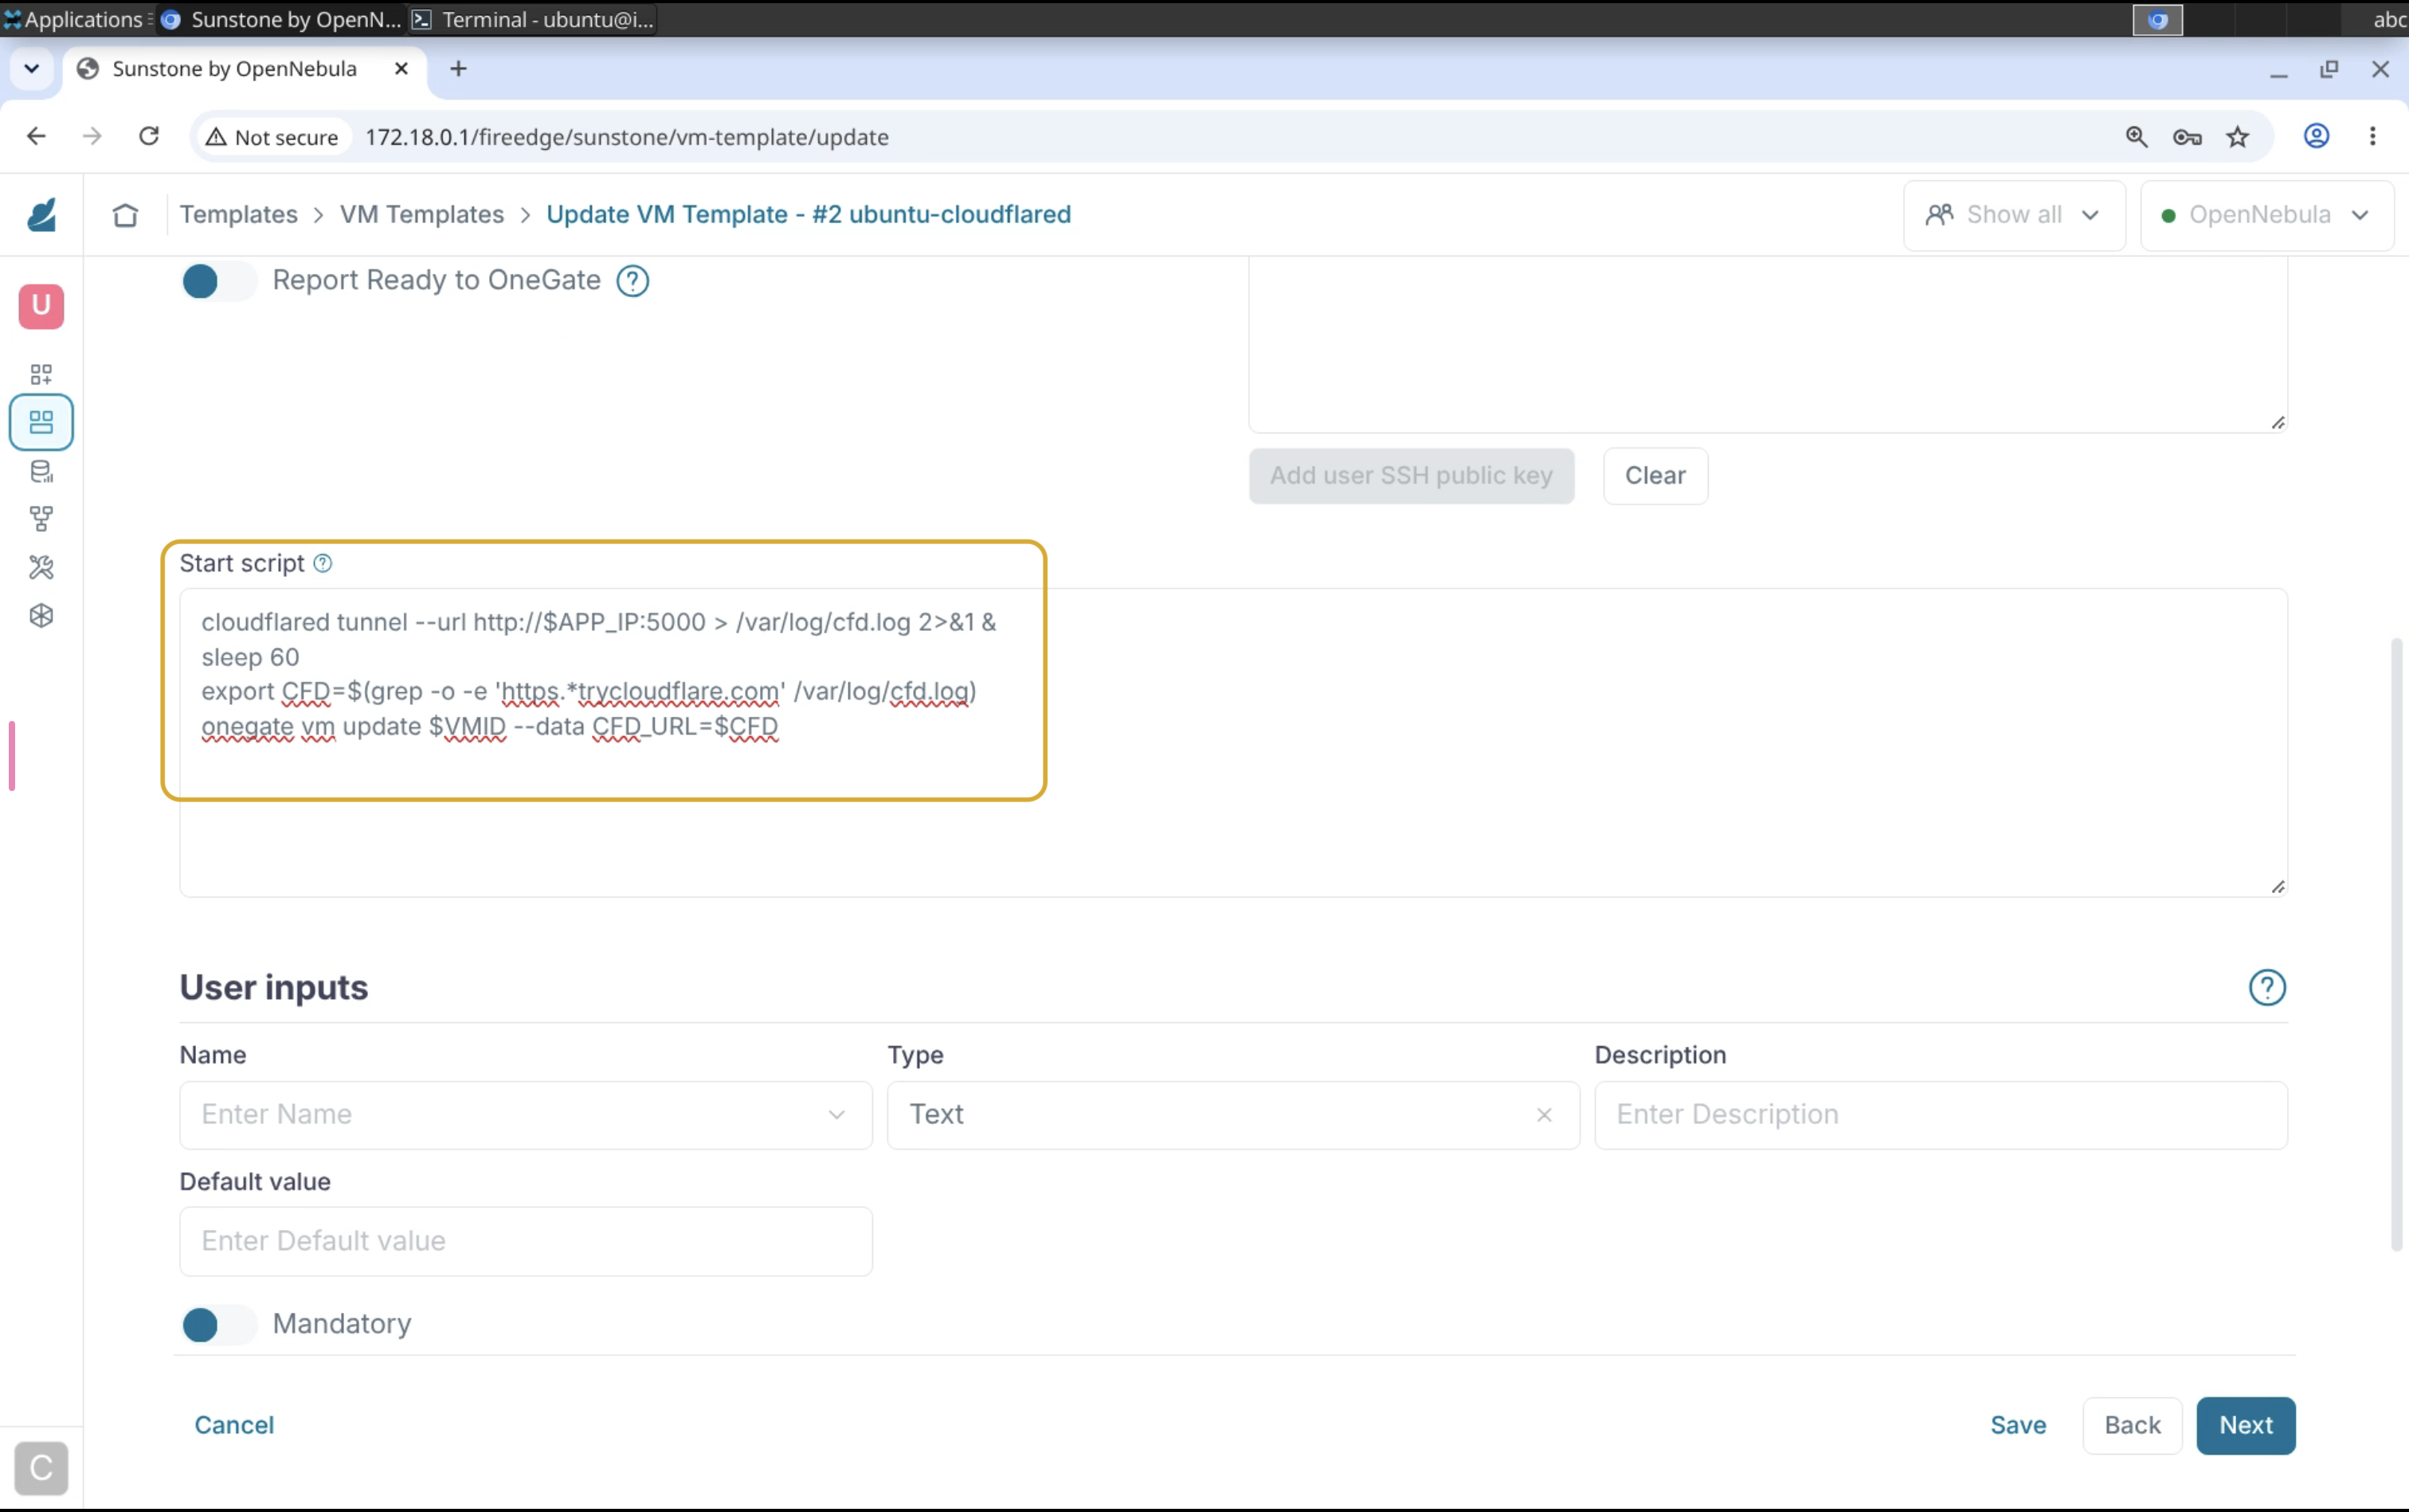 Applications
Sunstone by OpenN...
Terminal - ubuntu@i...
abc
Sunstone by OpenNebula
Not secure
172.18.0.1/fireedge/sunstone/vm-template/update
Templates > VM Templates > Update VM Template - #2 ubuntu-cloudflared
Show all
OpenNebula
U
Report Ready to OneGate
Add user SSH public key
Clear
Start script
cloudflared tunnel --url http://$APP_IP:5000 > /var/log/cfd.log 2>&1 &
sleep 60
export CFD=$(grep -o -e 'https.*trycloudflare.com' /var/log/cfd.log)
onegate vm update $VMID --data CFD_URL=$CFD
User inputs
Name
Type
Description
Enter Name
Text
Enter Description
Default value
Enter Default value
Mandatory
Cancel
Save
Back
Next
C